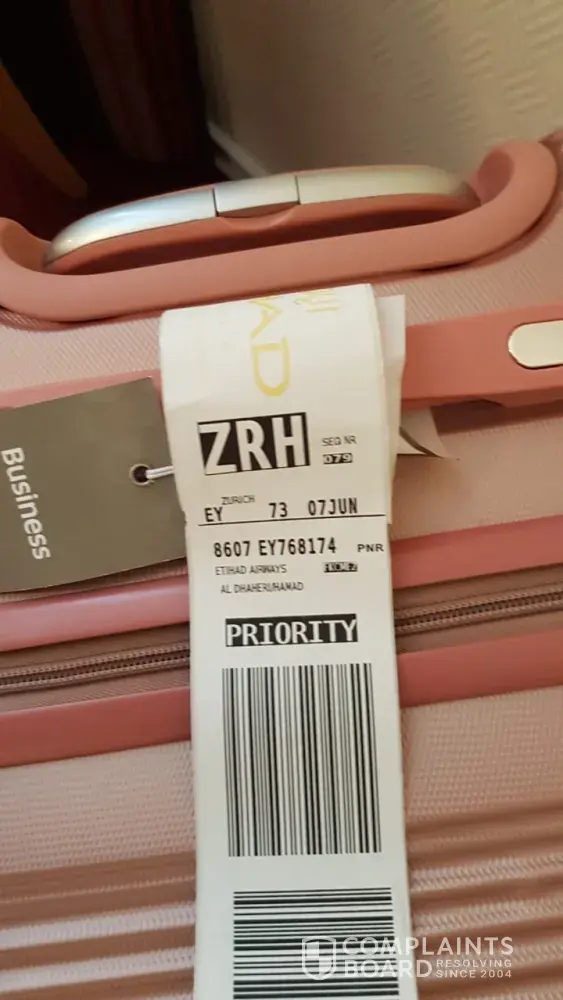 AD
ZRH
SEQ NR
079
ZURICH
EY 73 07JUN
8607 EY768174 PNR
ETIHAD AIRWAYS
AL DHAHERI/HAMAD
PRIORITY
Business
COMPLAINTS
BOARD RESOLVING
SINCE 2004